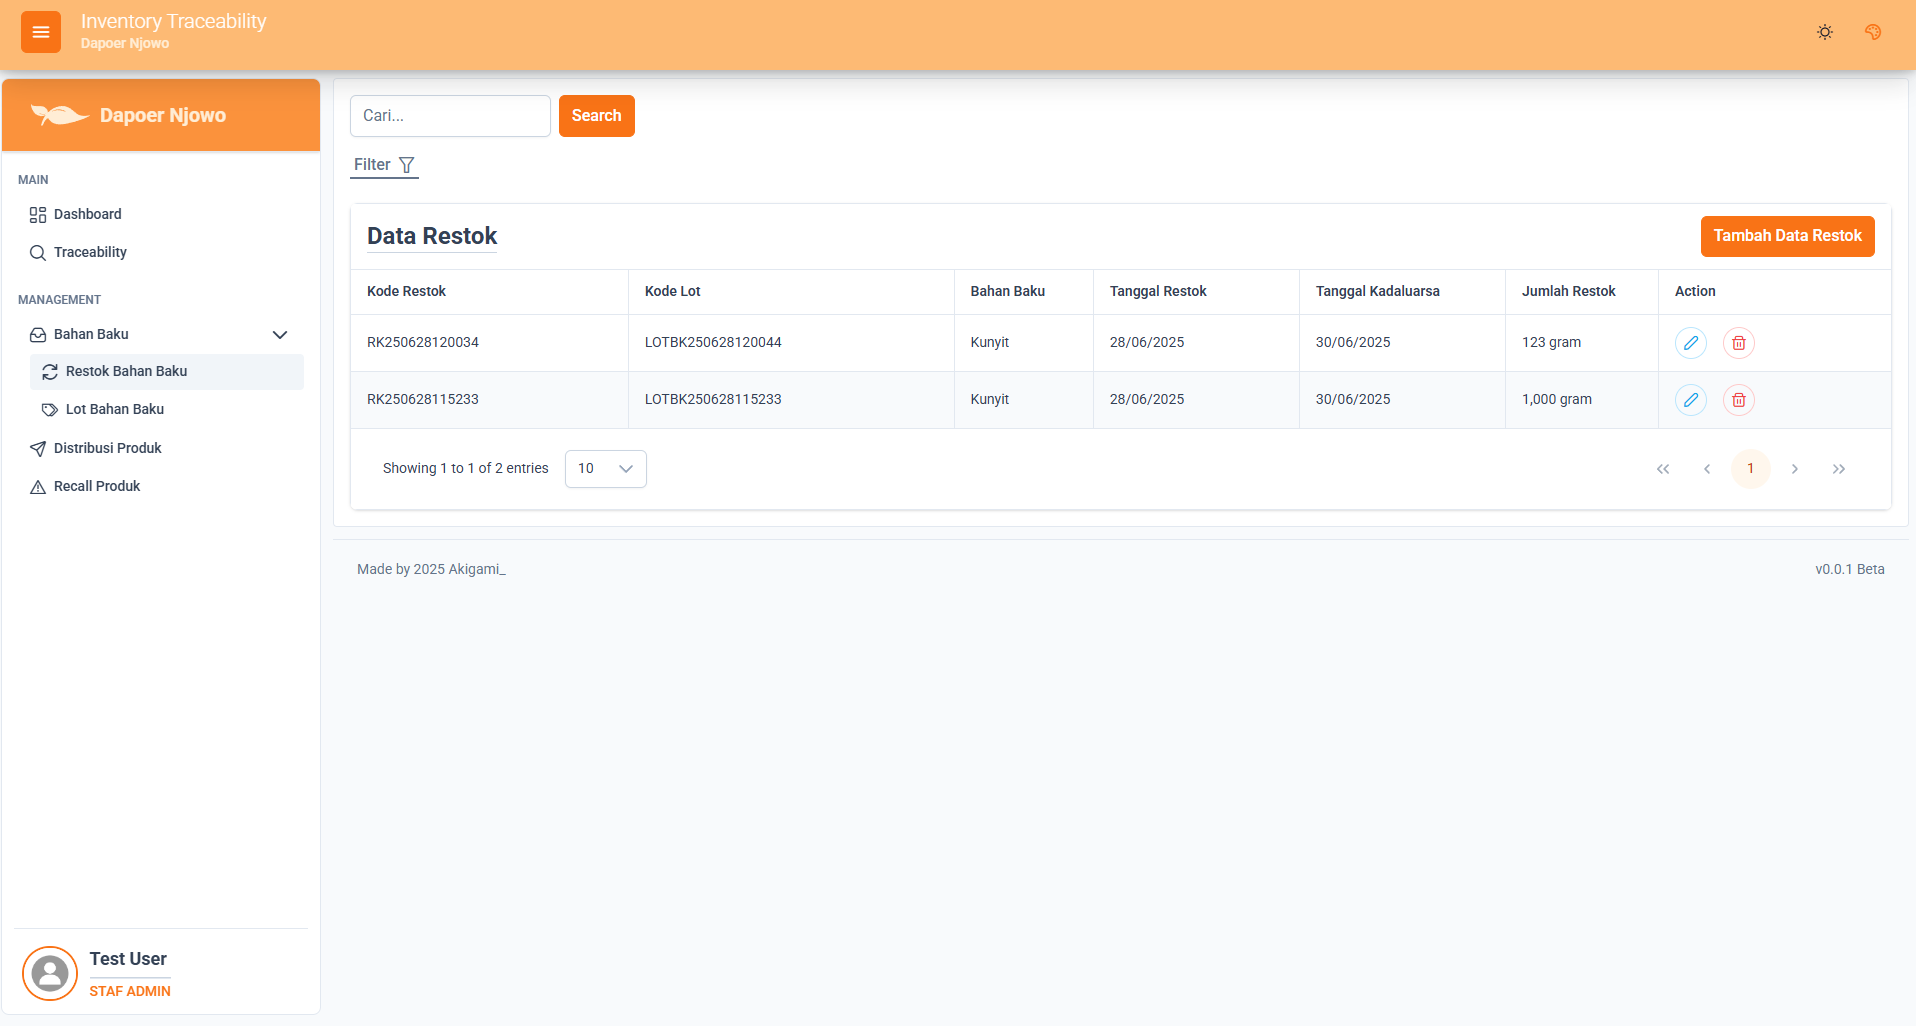 Inventory Traceability
Dapoer Njowo
Dapoer Njowo
MAIN
Dashboard
Traceability
MANAGEMENT
Bahan Baku
Restok Bahan Baku
Lot Bahan Baku
Distribusi Produk
Recall Produk
Test User
STAF ADMIN
Cari...
Search
Filter
Data Restok
Tambah Data Restok
Kode Restok Kode Lot Bahan Baku Tanggal Restok Tanggal Kadaluarsa Jumlah Restok Action
RK250628120034 LOTBK250628120044 Kunyit 28/06/2025 30/06/2025 123 gram
RK250628115233 LOTBK250628115233 Kunyit 28/06/2025 30/06/2025 1,000 gram
Showing 1 to 1 of 2 entries 10 1
Made by 2025 Akigami_ v0.0.1 Beta